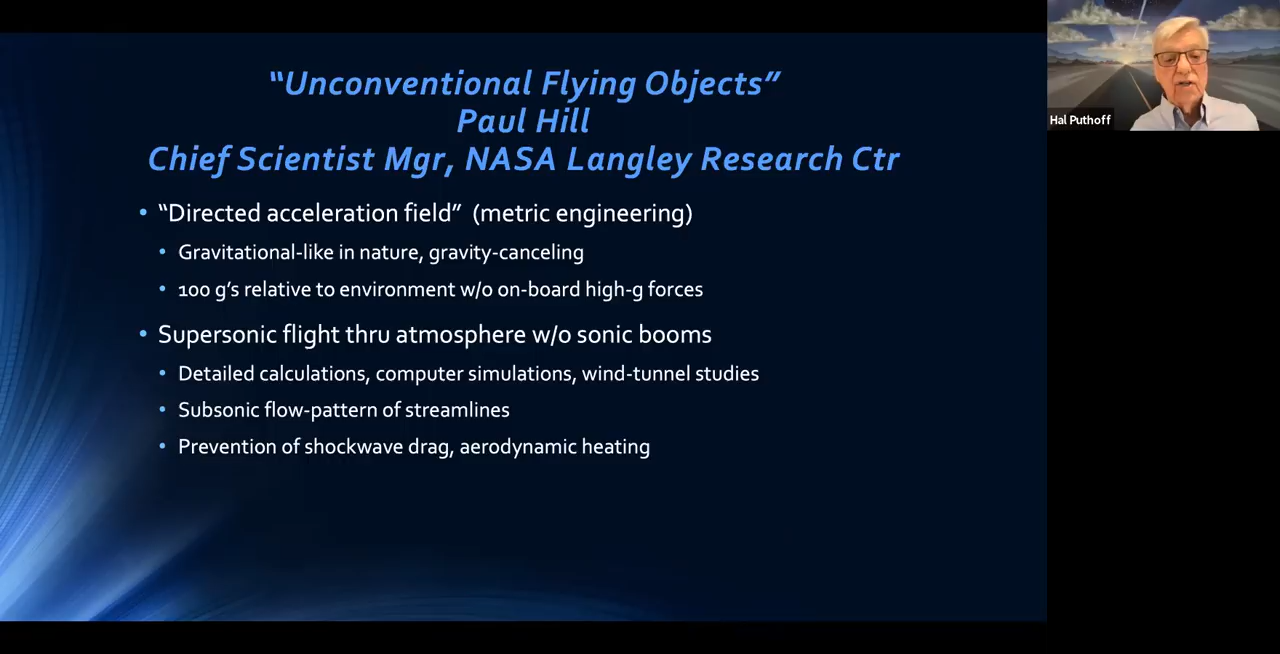 “Unconventional Flying Objects”
Paul Hill
Chief Scientist Mgr, NASA Langley Research Ctr
• “Directed acceleration field” (metric engineering)
• Gravitational-like in nature, gravity-canceling
• 100 g’s relative to environment w/o on-board high-g forces
• Supersonic flight thru atmosphere w/o sonic booms
• Detailed calculations, computer simulations, wind-tunnel studies
• Subsonic flow-pattern of streamlines
• Prevention of shockwave drag, aerodynamic heating
Hal Puthoff